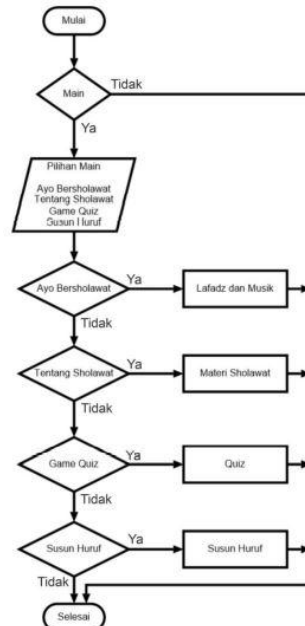 Mulai
Main
Tidak
Ya
Pilihan Main
Ayo Bersholawat
Tentang Sholawat
Game Quiz
Susun Huruf
Ayo Bersholawat
Ya
Lafadz dan Musik
Tidak
Tentang Sholawat
Ya
Materi Sholawat
Tidak
Game Quiz
Ya
Quiz
Tidak
Susun Huruf
Ya
Susun Huruf
Tidak
Selesai